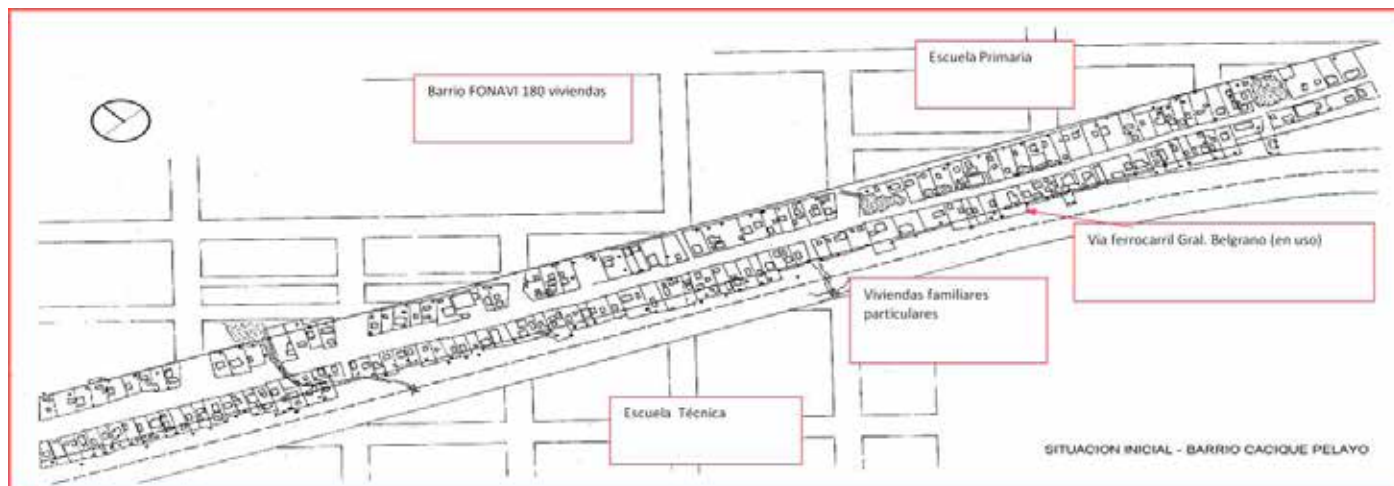 Escuela Primaria
Barrio FONAVI 180 viviendas
Via ferrocarril Gral. Belgrano (en uso)
Viviendas familiares
particulares
Escuela Técnica
SITUACION INICIAL - BARRIO CACIQUE PELAYO